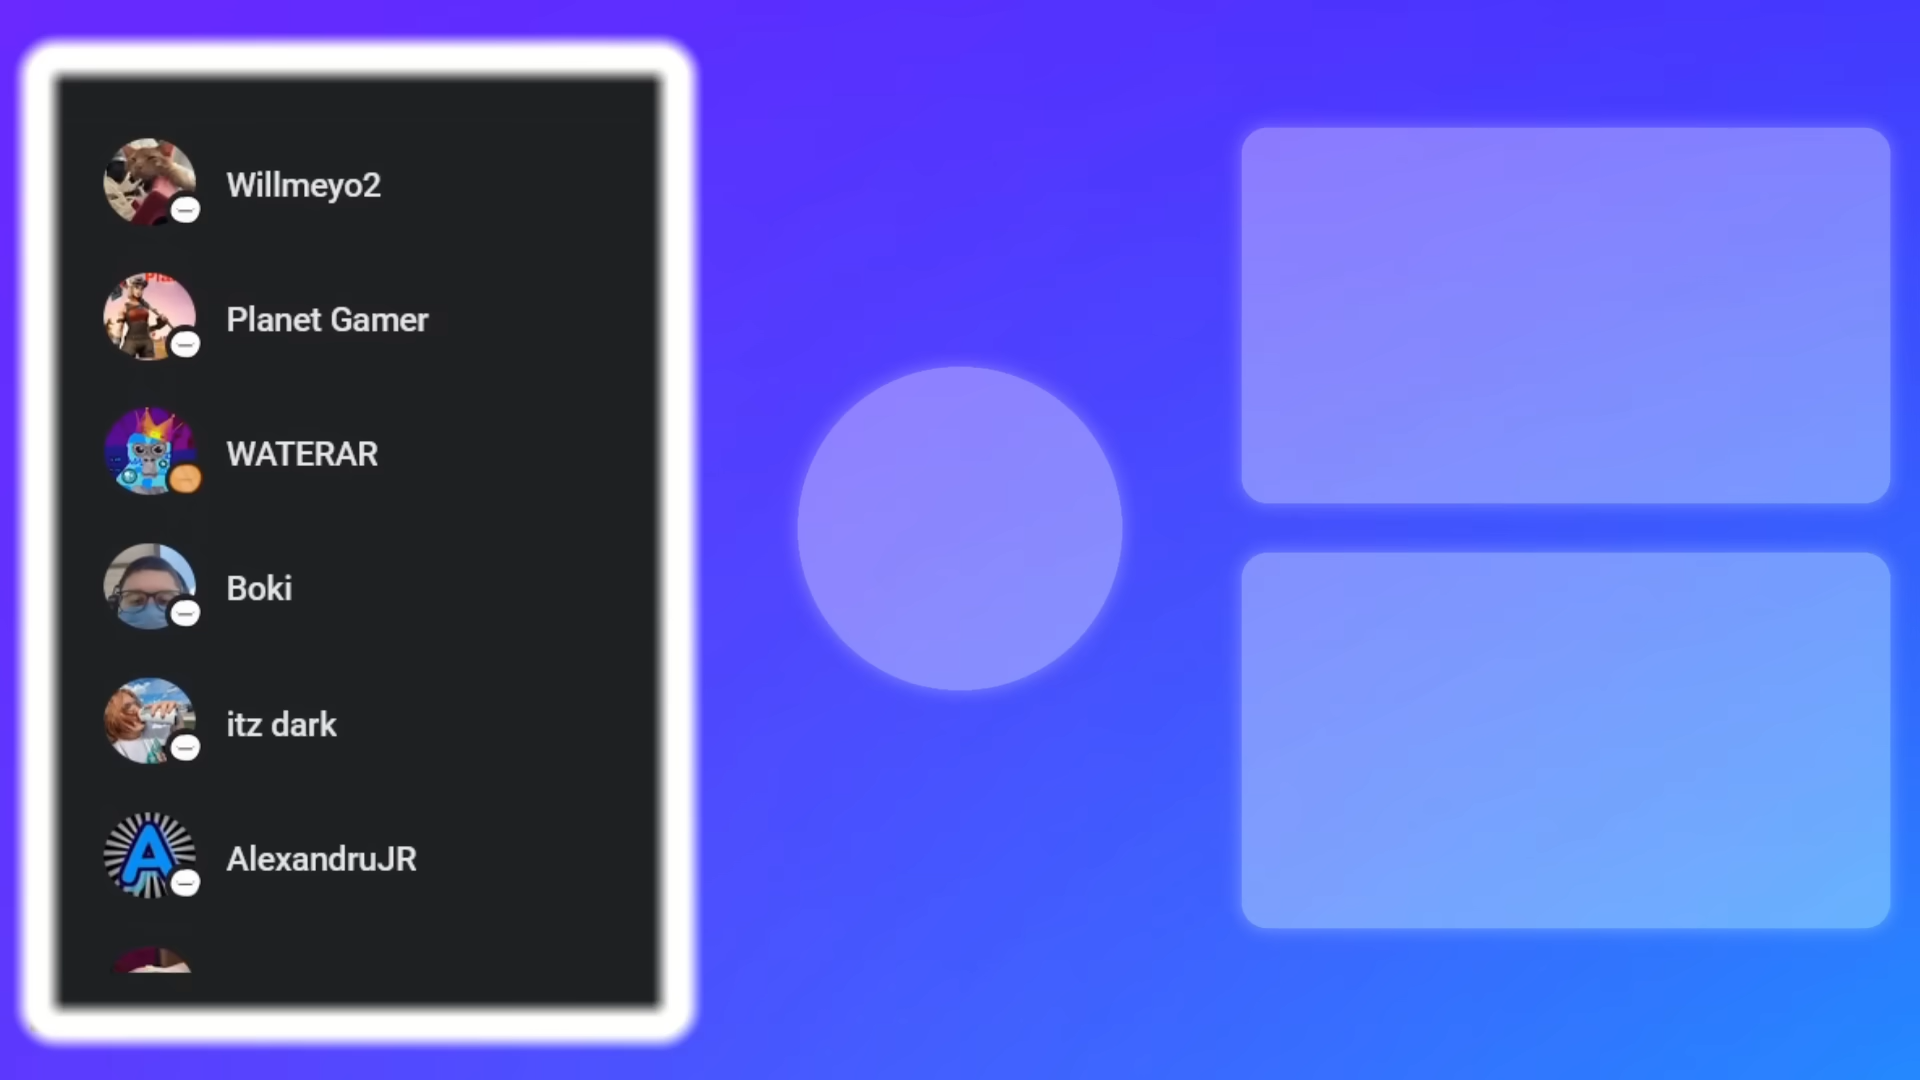 Willmeyo2
Planet Gamer
WATERAR
Boki
itz dark
AlexandruJR